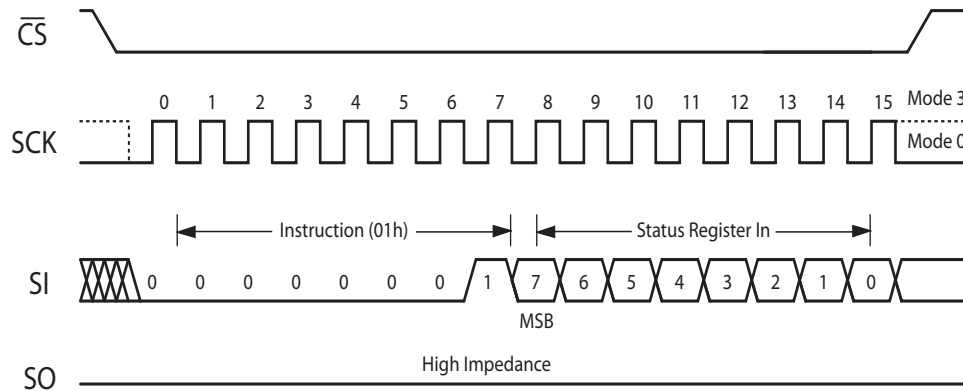 CS
0 1 2 3 4 5 6 7 8 9 10 11 12 13 14 15 Mode 3
SCK
Mode 0
Instruction (01h) Status Register In
SI 0 0 0 0 0 0 0 1 7 6 5 4 3 2 1 0
MSB
High Impedance
SO